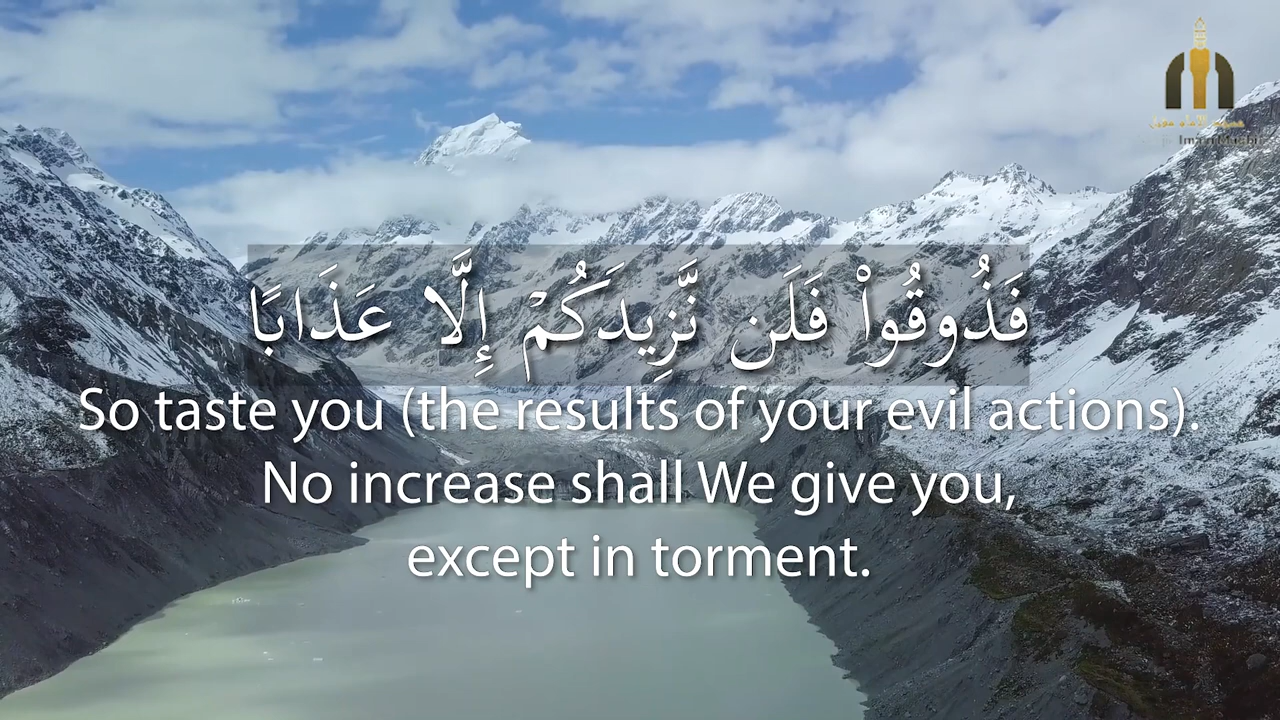 فَذُوقُوا۟ فَلَن نَّزِيدَكُمْ إِلَّا عَذَابًا
So taste you (the results of your evil actions).
No increase shall We give you,
except in torment.